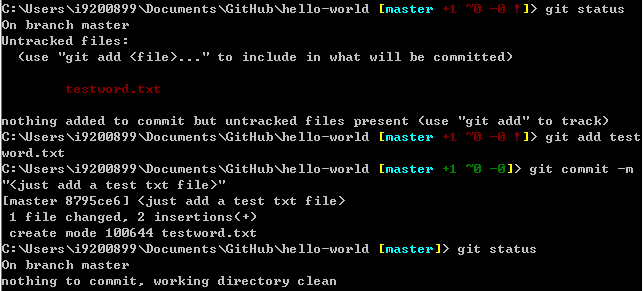 C:\Users\i9200899\Documents\GitHub\hello-world [master +1 ~0 -0 !]> git status
On branch master
Untracked files:
  (use "git add <file>..." to include in what will be committed)
        testword.txt
nothing added to commit but untracked files present (use "git add" to track)
C:\Users\i9200899\Documents\GitHub\hello-world [master +1 ~0 -0 !]> git add test
word.txt
C:\Users\i9200899\Documents\GitHub\hello-world [master +1 ~0 -0]> git commit -m
"<just add a test txt file>"
[master 8795ce6] <just add a test txt file>
 1 file changed, 2 insertions(+)
 create mode 100644 testword.txt
C:\Users\i9200899\Documents\GitHub\hello-world [master]> git status
On branch master
nothing to commit, working directory clean